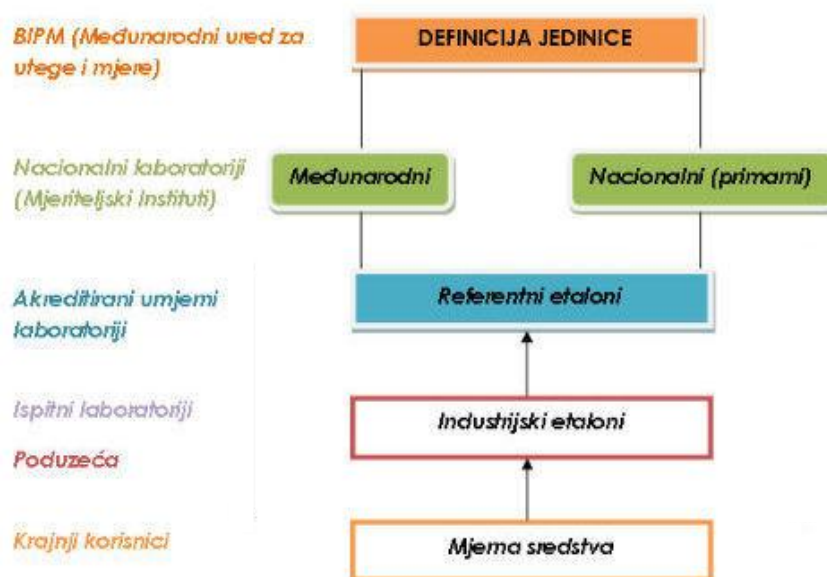 BIPM (Međunarodni ured za
utege i mjere)
DEFINICIJA JEDINICE
Nacionalni laboratoriji
(Mjeriteljski Instituti)
Međunarodni
Nacionalni (primarni)
Akreditirani umjerni
laboratoriji
Referentni etaloni
Ispitni laboratoriji
Poduzeća
Industrijski etaloni
Krajnji korisnici
Mjerna sredstva